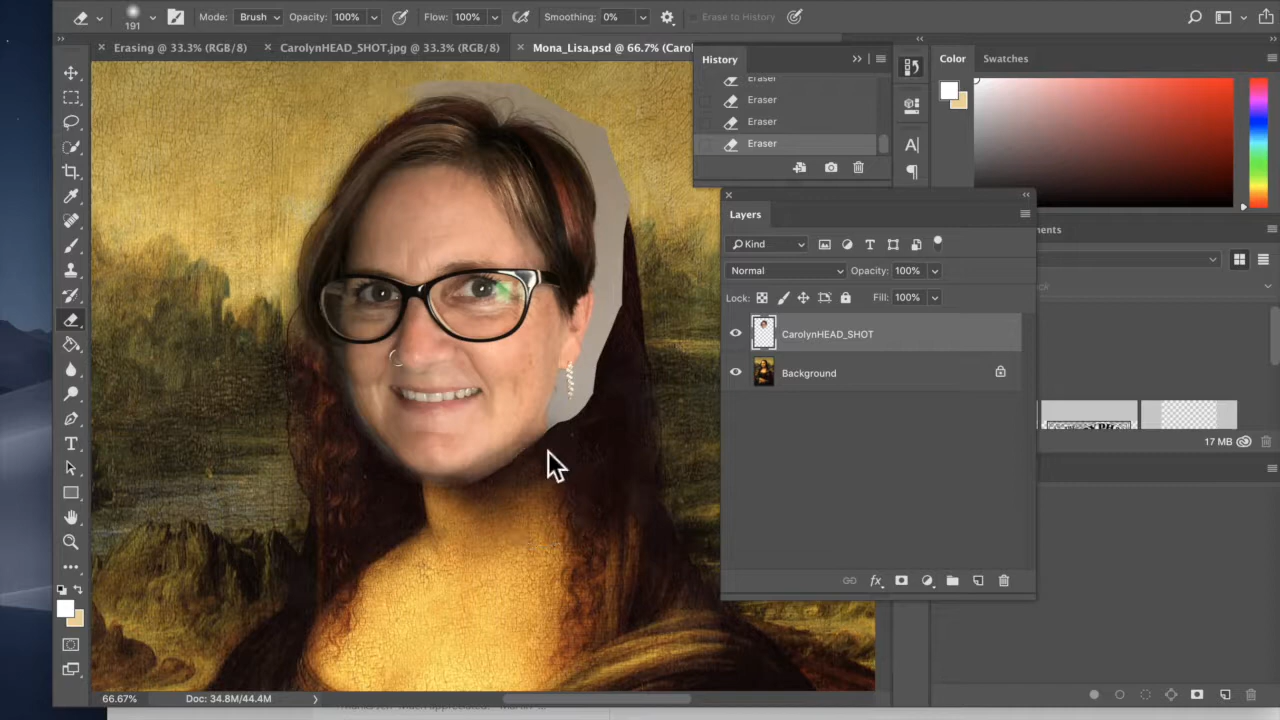 191
Mode: Brush Opacity: 100% Flow: 100% Smoothing: 0% Erase to History
Erasing @ 33.3% (RGB/8) CarolynHEAD_SHOT.jpg @ 33.3% (RGB/8) Mona_Lisa.psd @ 66.7% (Carol
History
Eraser
Eraser
Eraser
Eraser
Color Swatches
Layers
Kind
Normal Opacity: 100%
Lock: Fill: 100%
CarolynHEAD_SHOT
Background
ments
17 MB
66.67% Doc: 34.8M/44.4M